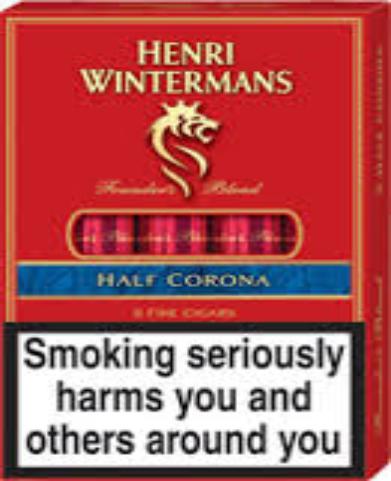 HENRI
WINTERMANS
Founder's Blend
HALF CORONA
5 FINE CIGARS
Smoking seriously
harms you and
others around you